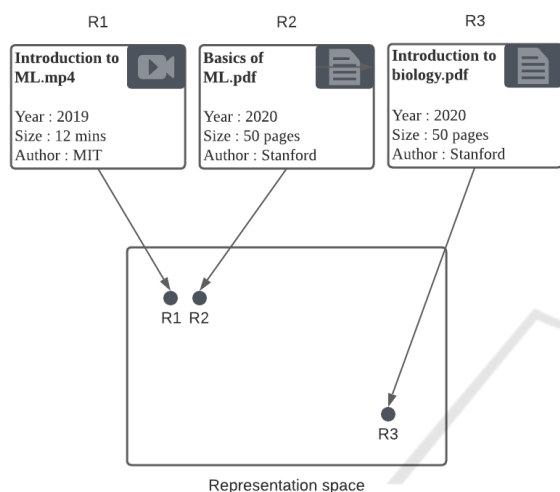 R1
R2
R3
Introduction to
ML.mp4
Year : 2019
Size : 12 mins
Author : MIT
Basics of
ML.pdf
Year : 2020
Size : 50 pages
Author : Stanford
Introduction to
biology.pdf
Year : 2020
Size : 50 pages
Author : Stanford
R1 R2
R3
Representation space